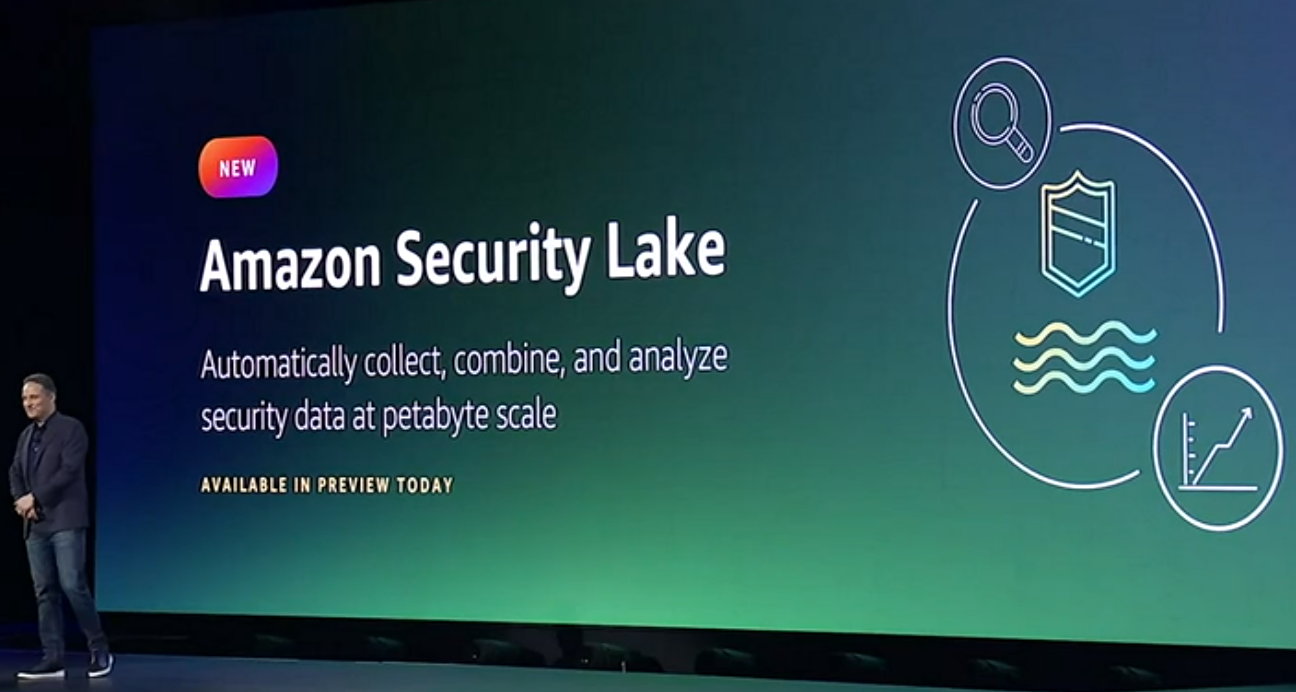 NEW
Amazon Security Lake
Automatically collect, combine, and analyze
security data at petabyte scale
AVAILABLE IN PREVIEW TODAY